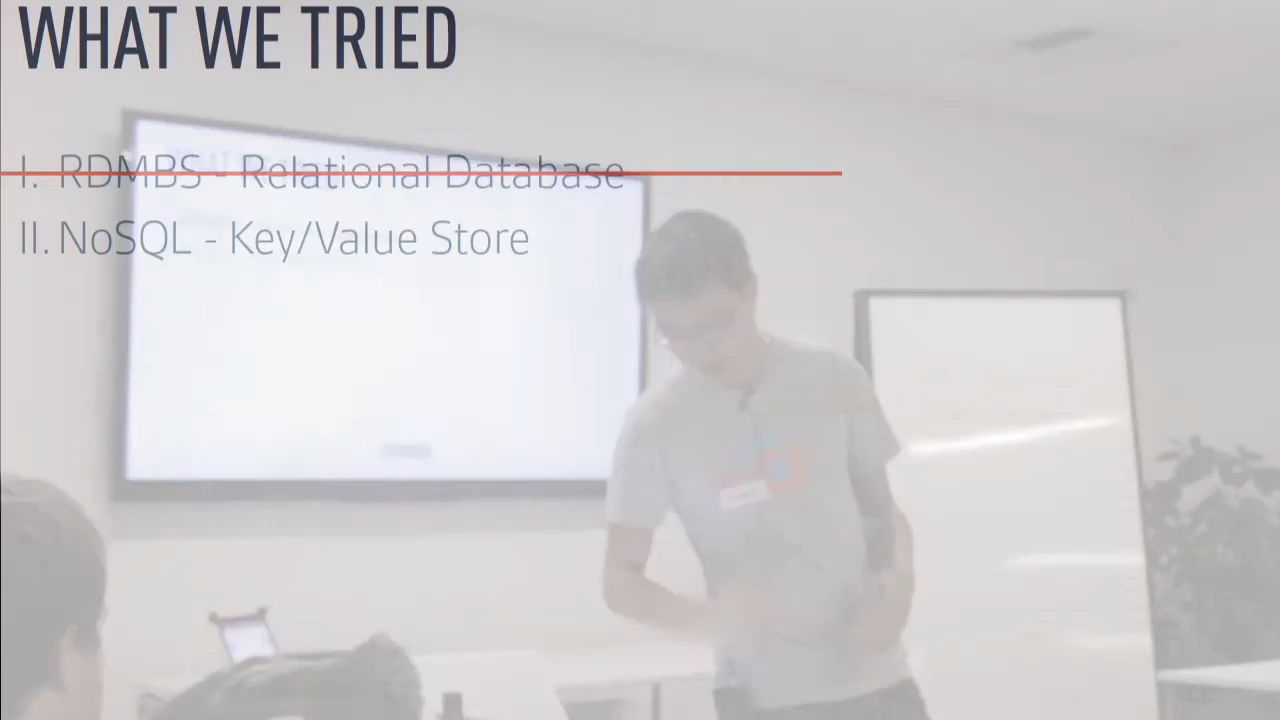 WHAT WE TRIED
I. RDMBS - Relational Database
II. NoSQL - Key/Value Store